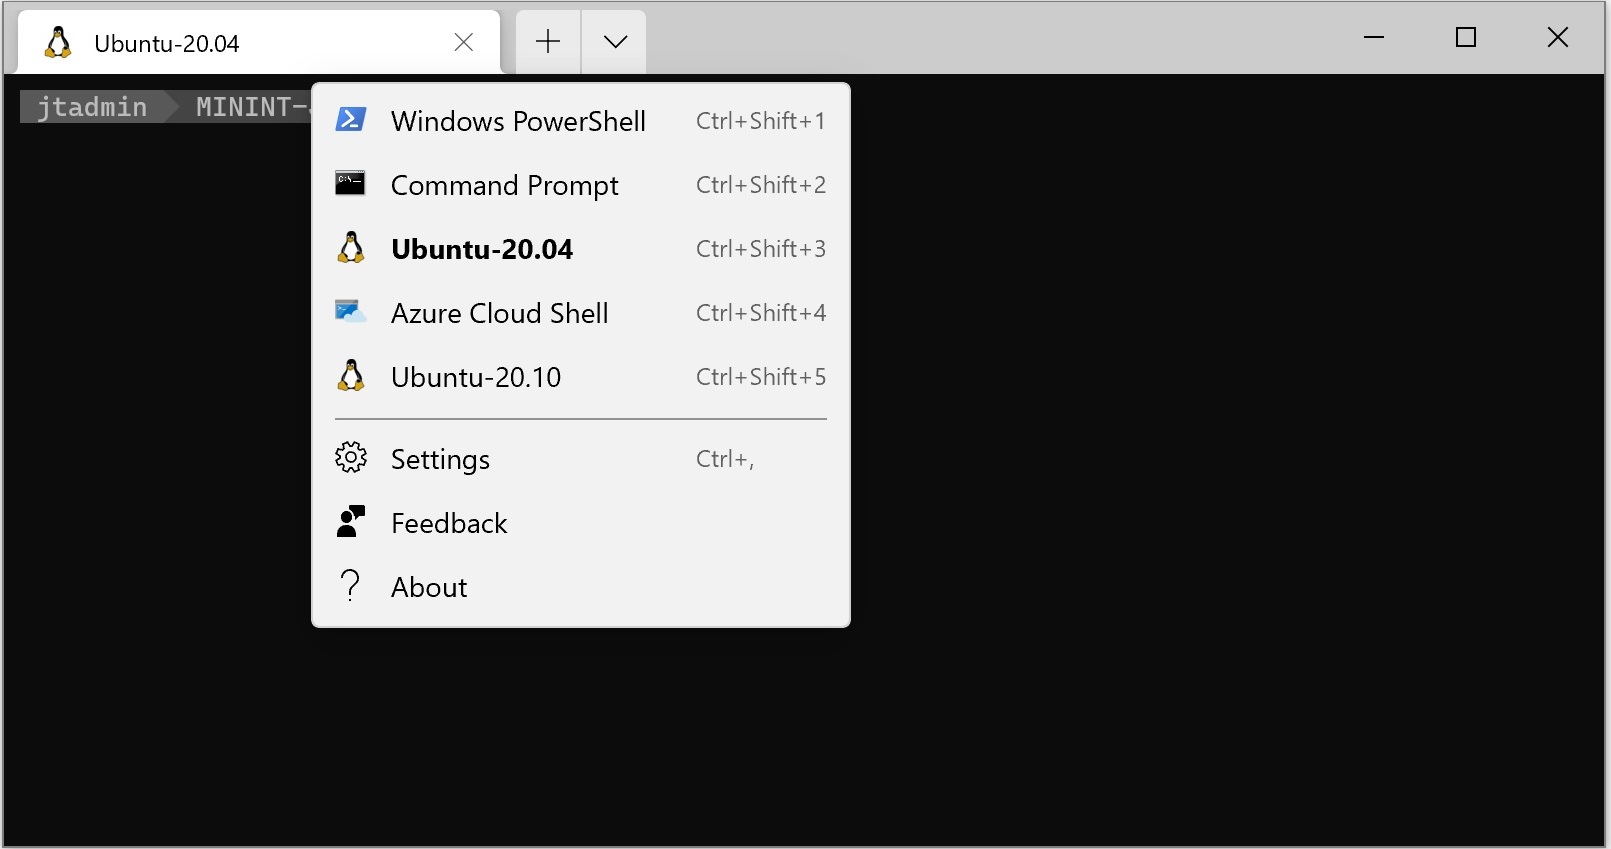 Ubuntu-20.04
jtadmin MININT-
Windows PowerShell Ctrl+Shift+1
Command Prompt Ctrl+Shift+2
Ubuntu-20.04 Ctrl+Shift+3
Azure Cloud Shell Ctrl+Shift+4
Ubuntu-20.10 Ctrl+Shift+5
Settings Ctrl+,
Feedback
About